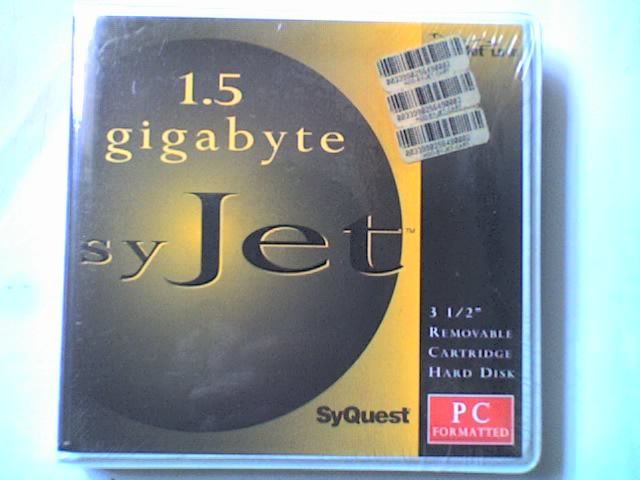 1.5
gigabyte
syJet™
3 1/2"
REMOVABLE
CARTRIDGE
HARD DISK
SyQuest
PC
FORMATTED